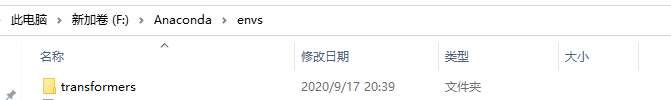 此电脑 > 新加卷 (F:) > Anaconda > envs
名称 修改日期 类型 大小
transformers 2020/9/17 20:39 文件夹